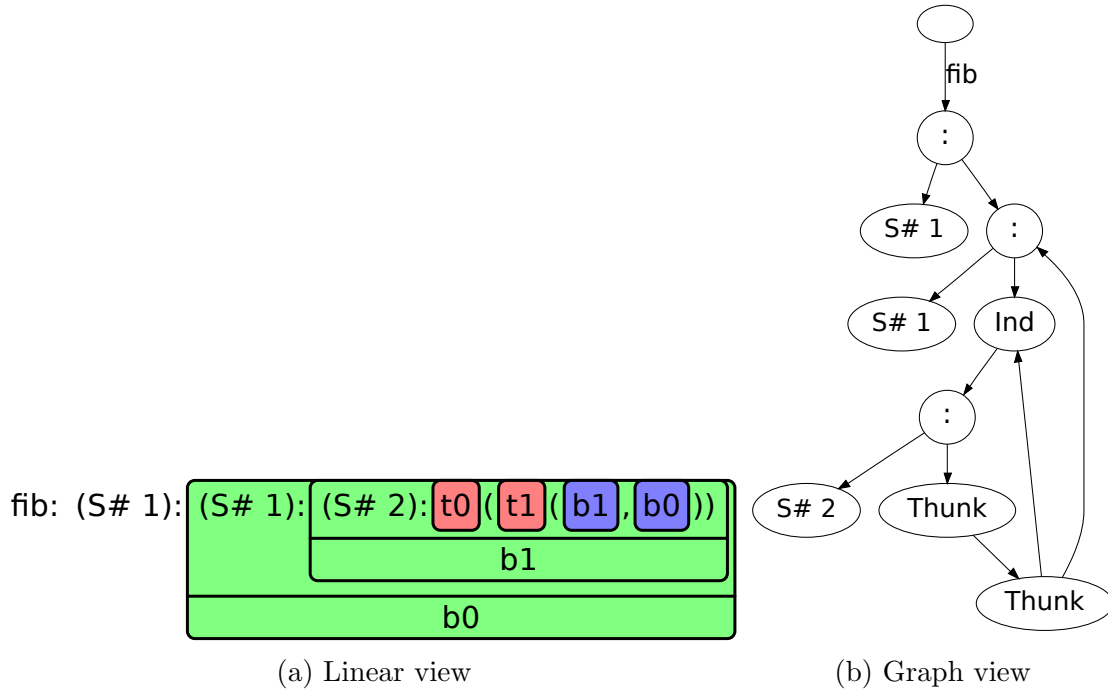 fib
:
S# 1
:
S# 1
Ind
:
S# 2
Thunk
Thunk
fib: (S# 1): (S# 1): (S# 2): t0 ( t1 ( b1 , b0 ))
b1
b0
(a) Linear view
(b) Graph view